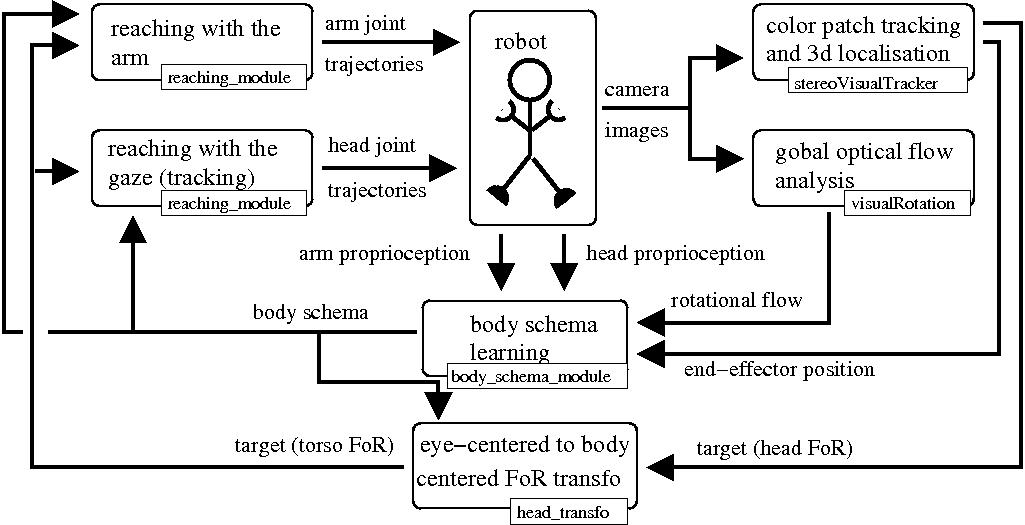 reaching with the
arm
reaching_module
arm joint
trajectories
robot
color patch tracking
and 3d localisation
stereoVisualTracker
camera
images
reaching with the
gaze (tracking)
reaching_module
head joint
trajectories
gobal optical flow
analysis
visualRotation
arm proprioception
head proprioception
rotational flow
body schema
body schema
learning
body_schema_module
end−effector position
target (torso FoR)
eye−centered to body
centered FoR transfo
head_transfo
target (head FoR)